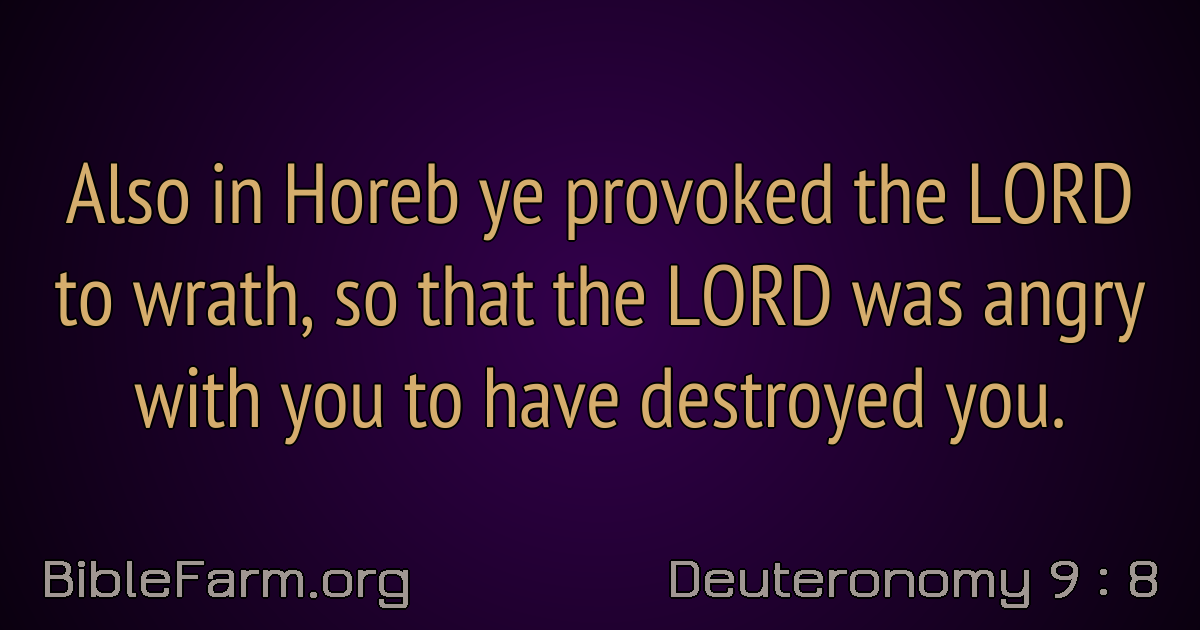 Also in Horeb ye provoked the LORD
to wrath, so that the LORD was angry
with you to have destroyed you.
BibleFarm.org
Deuteronomy 9 : 8